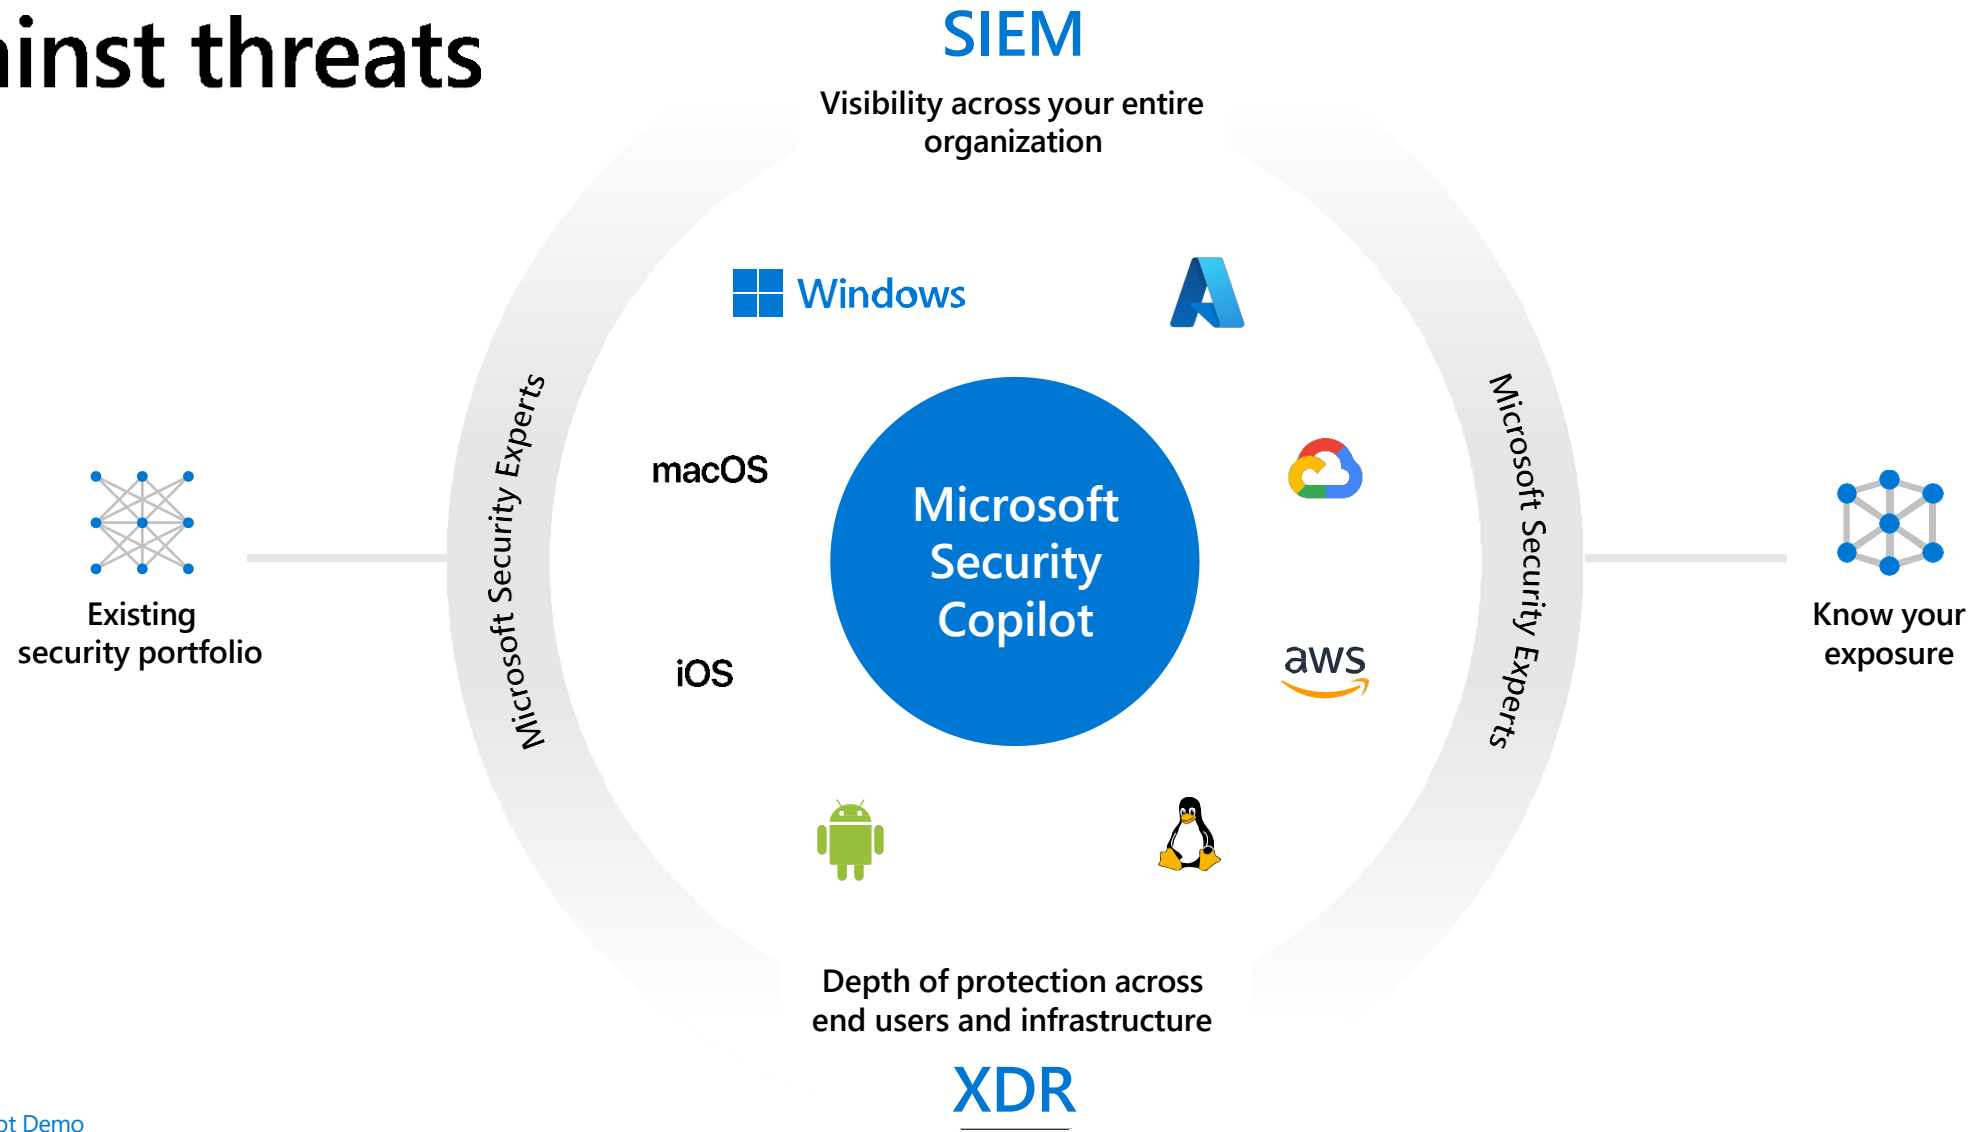 inst threats
SIEM
Visibility across your entire
organization
Windows
macOS
iOS
Microsoft
Security
Copilot
aws
Microsoft Security Experts
Microsoft Security Experts
Existing
security portfolio
Know your
exposure
Depth of protection across
end users and infrastructure
XDR
ot Demo